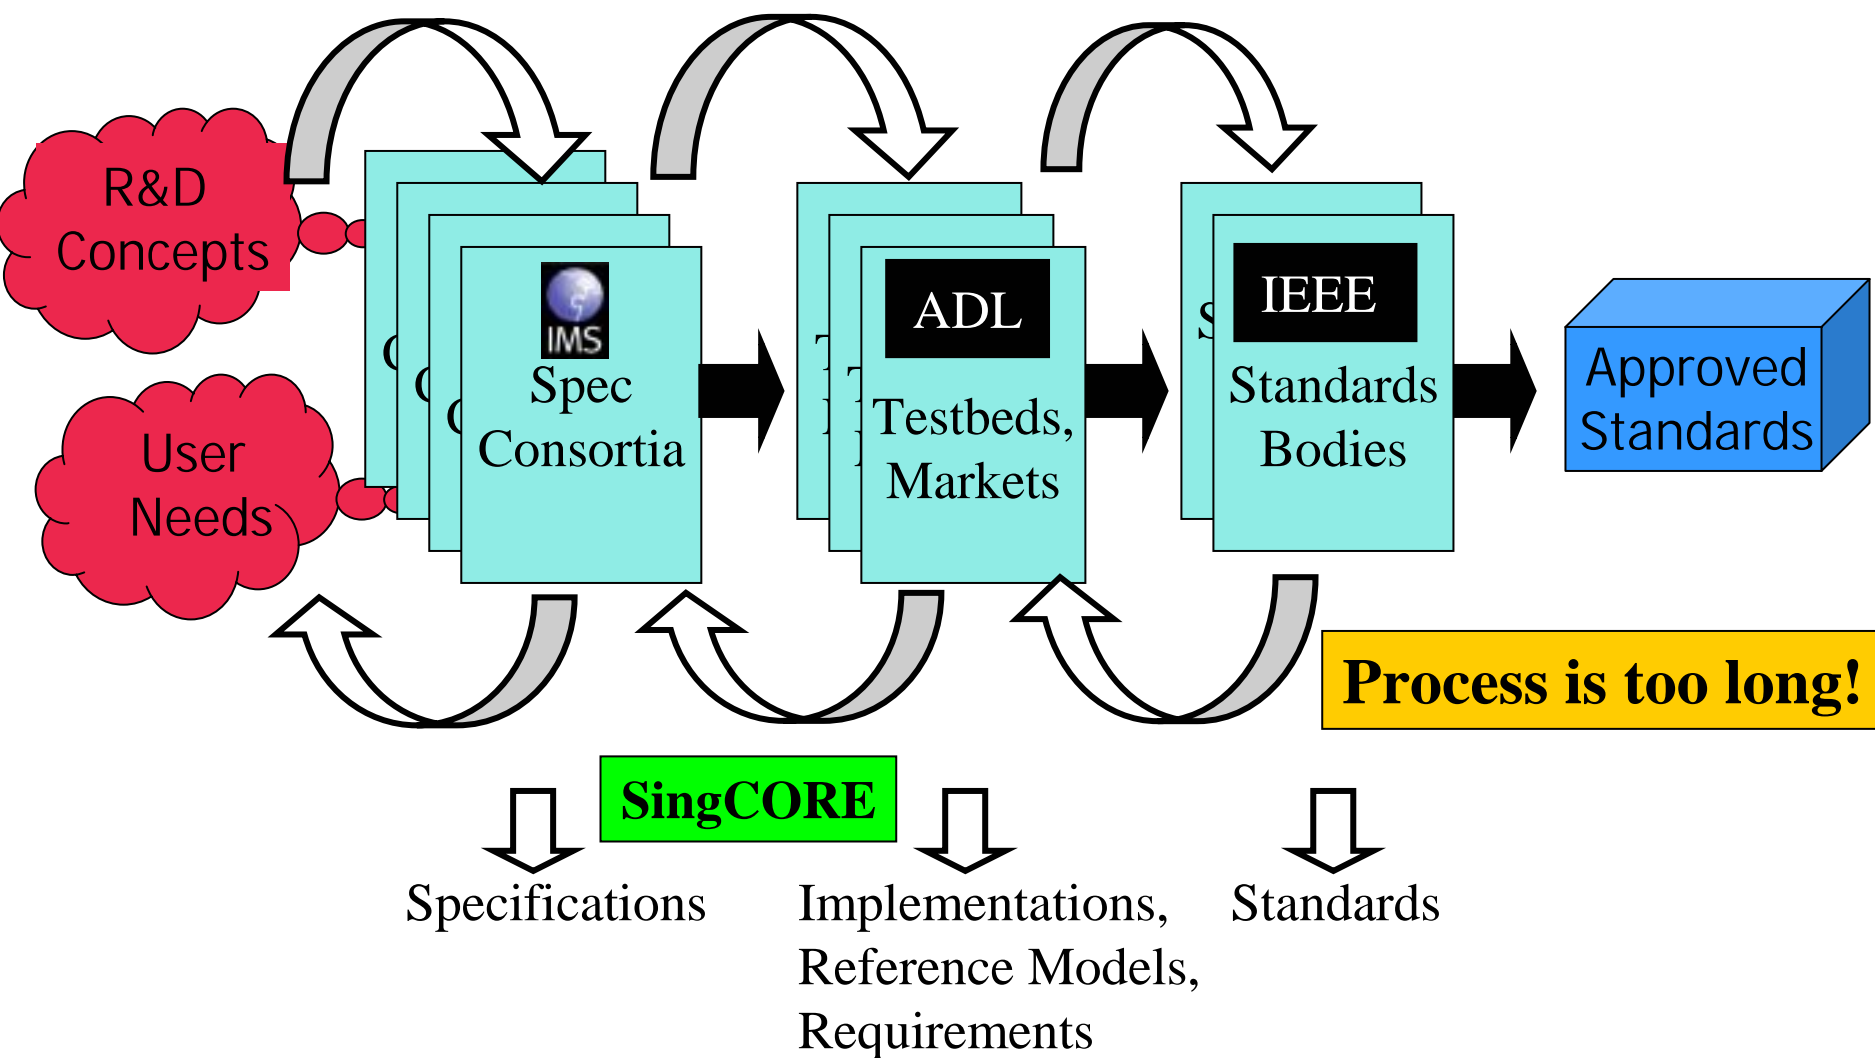 R&D
Concepts
User
Needs
IMS
Spec
Consortia
ADL
Testbeds,
Markets
IEEE
Standards
Bodies
Approved
Standards
Process is too long!
SingCORE
Specifications
Implementations,
Reference Models,
Requirements
Standards